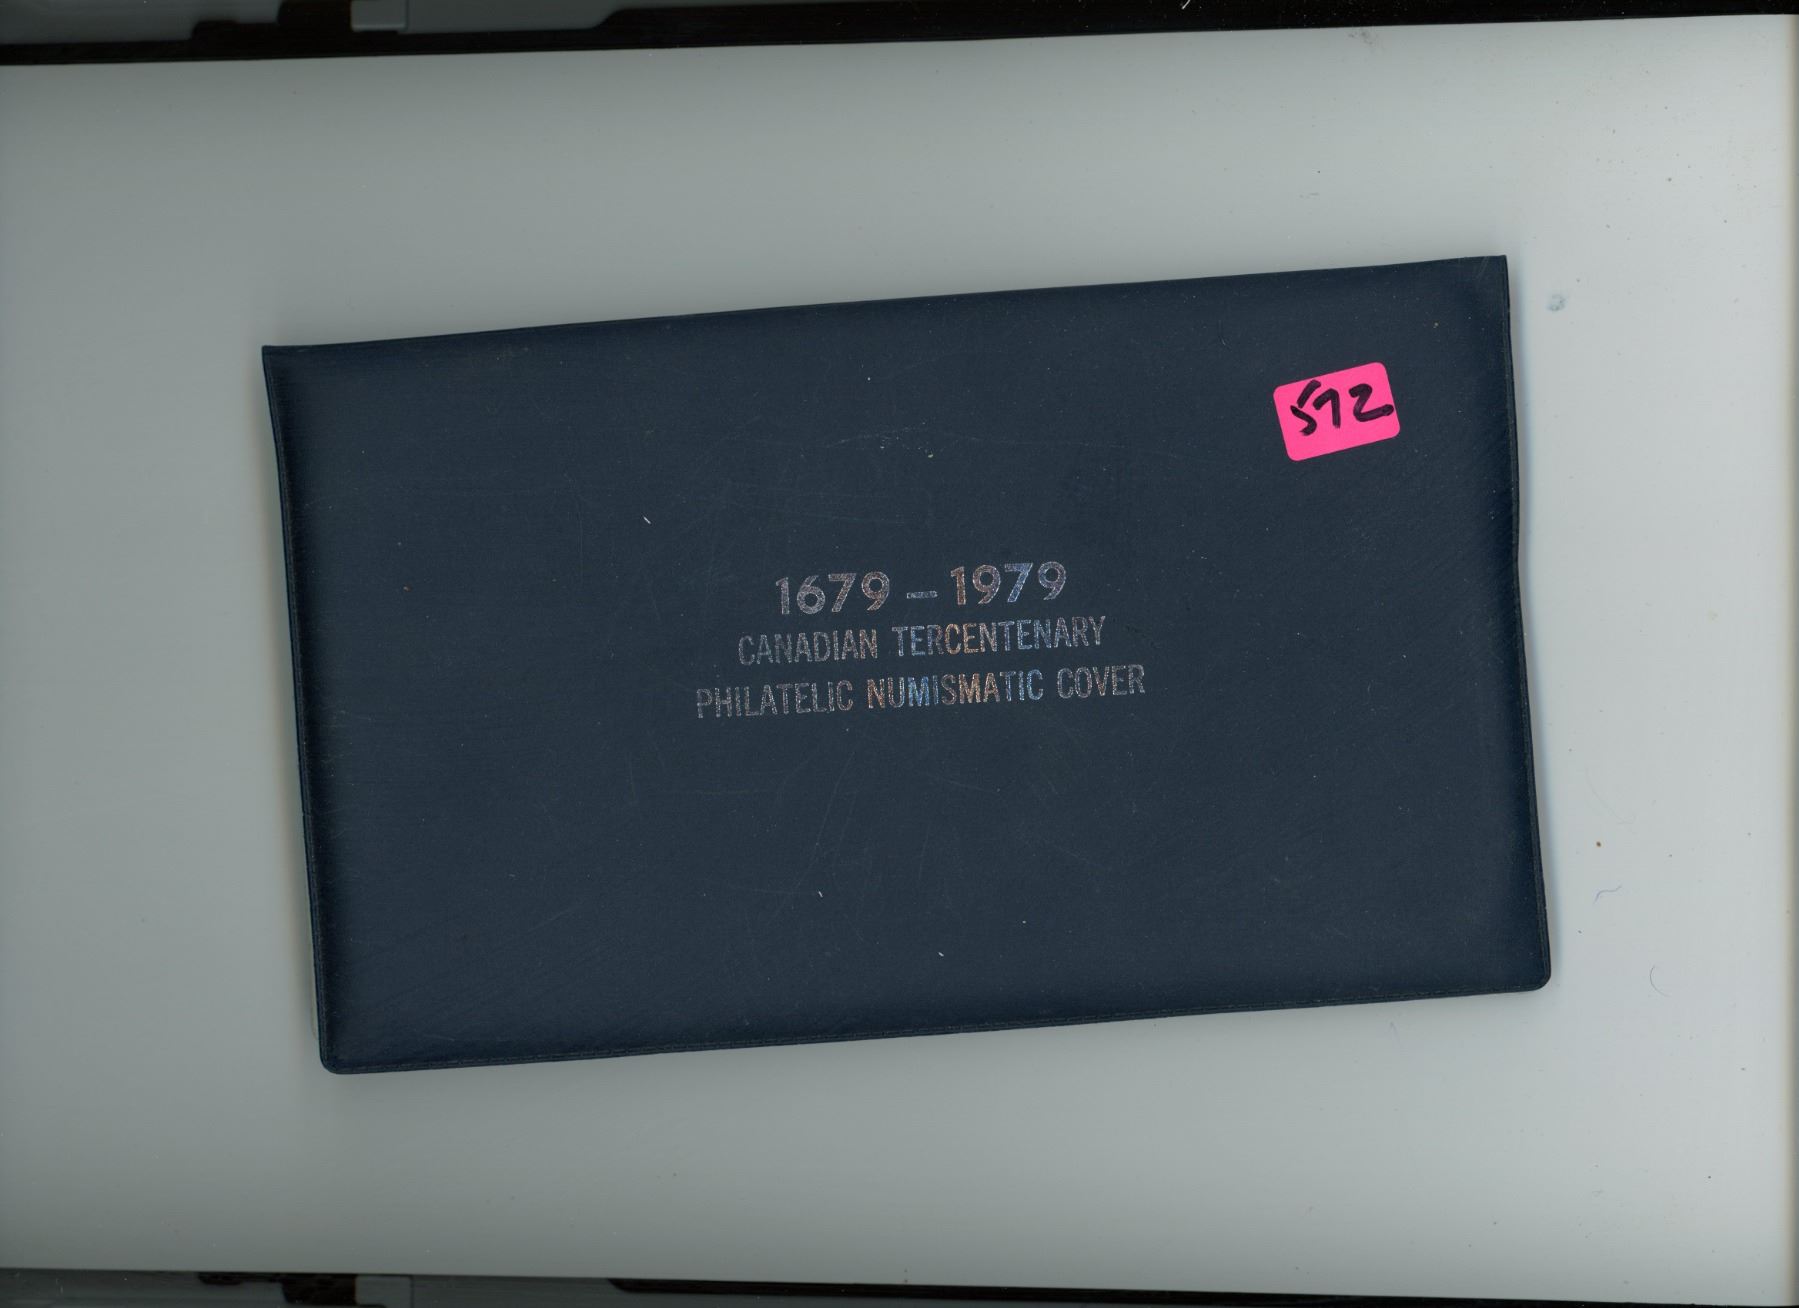 572
1679 – 1979
CANADIAN TERCENTENARY
PHILATELIC NUMISMATIC COVER